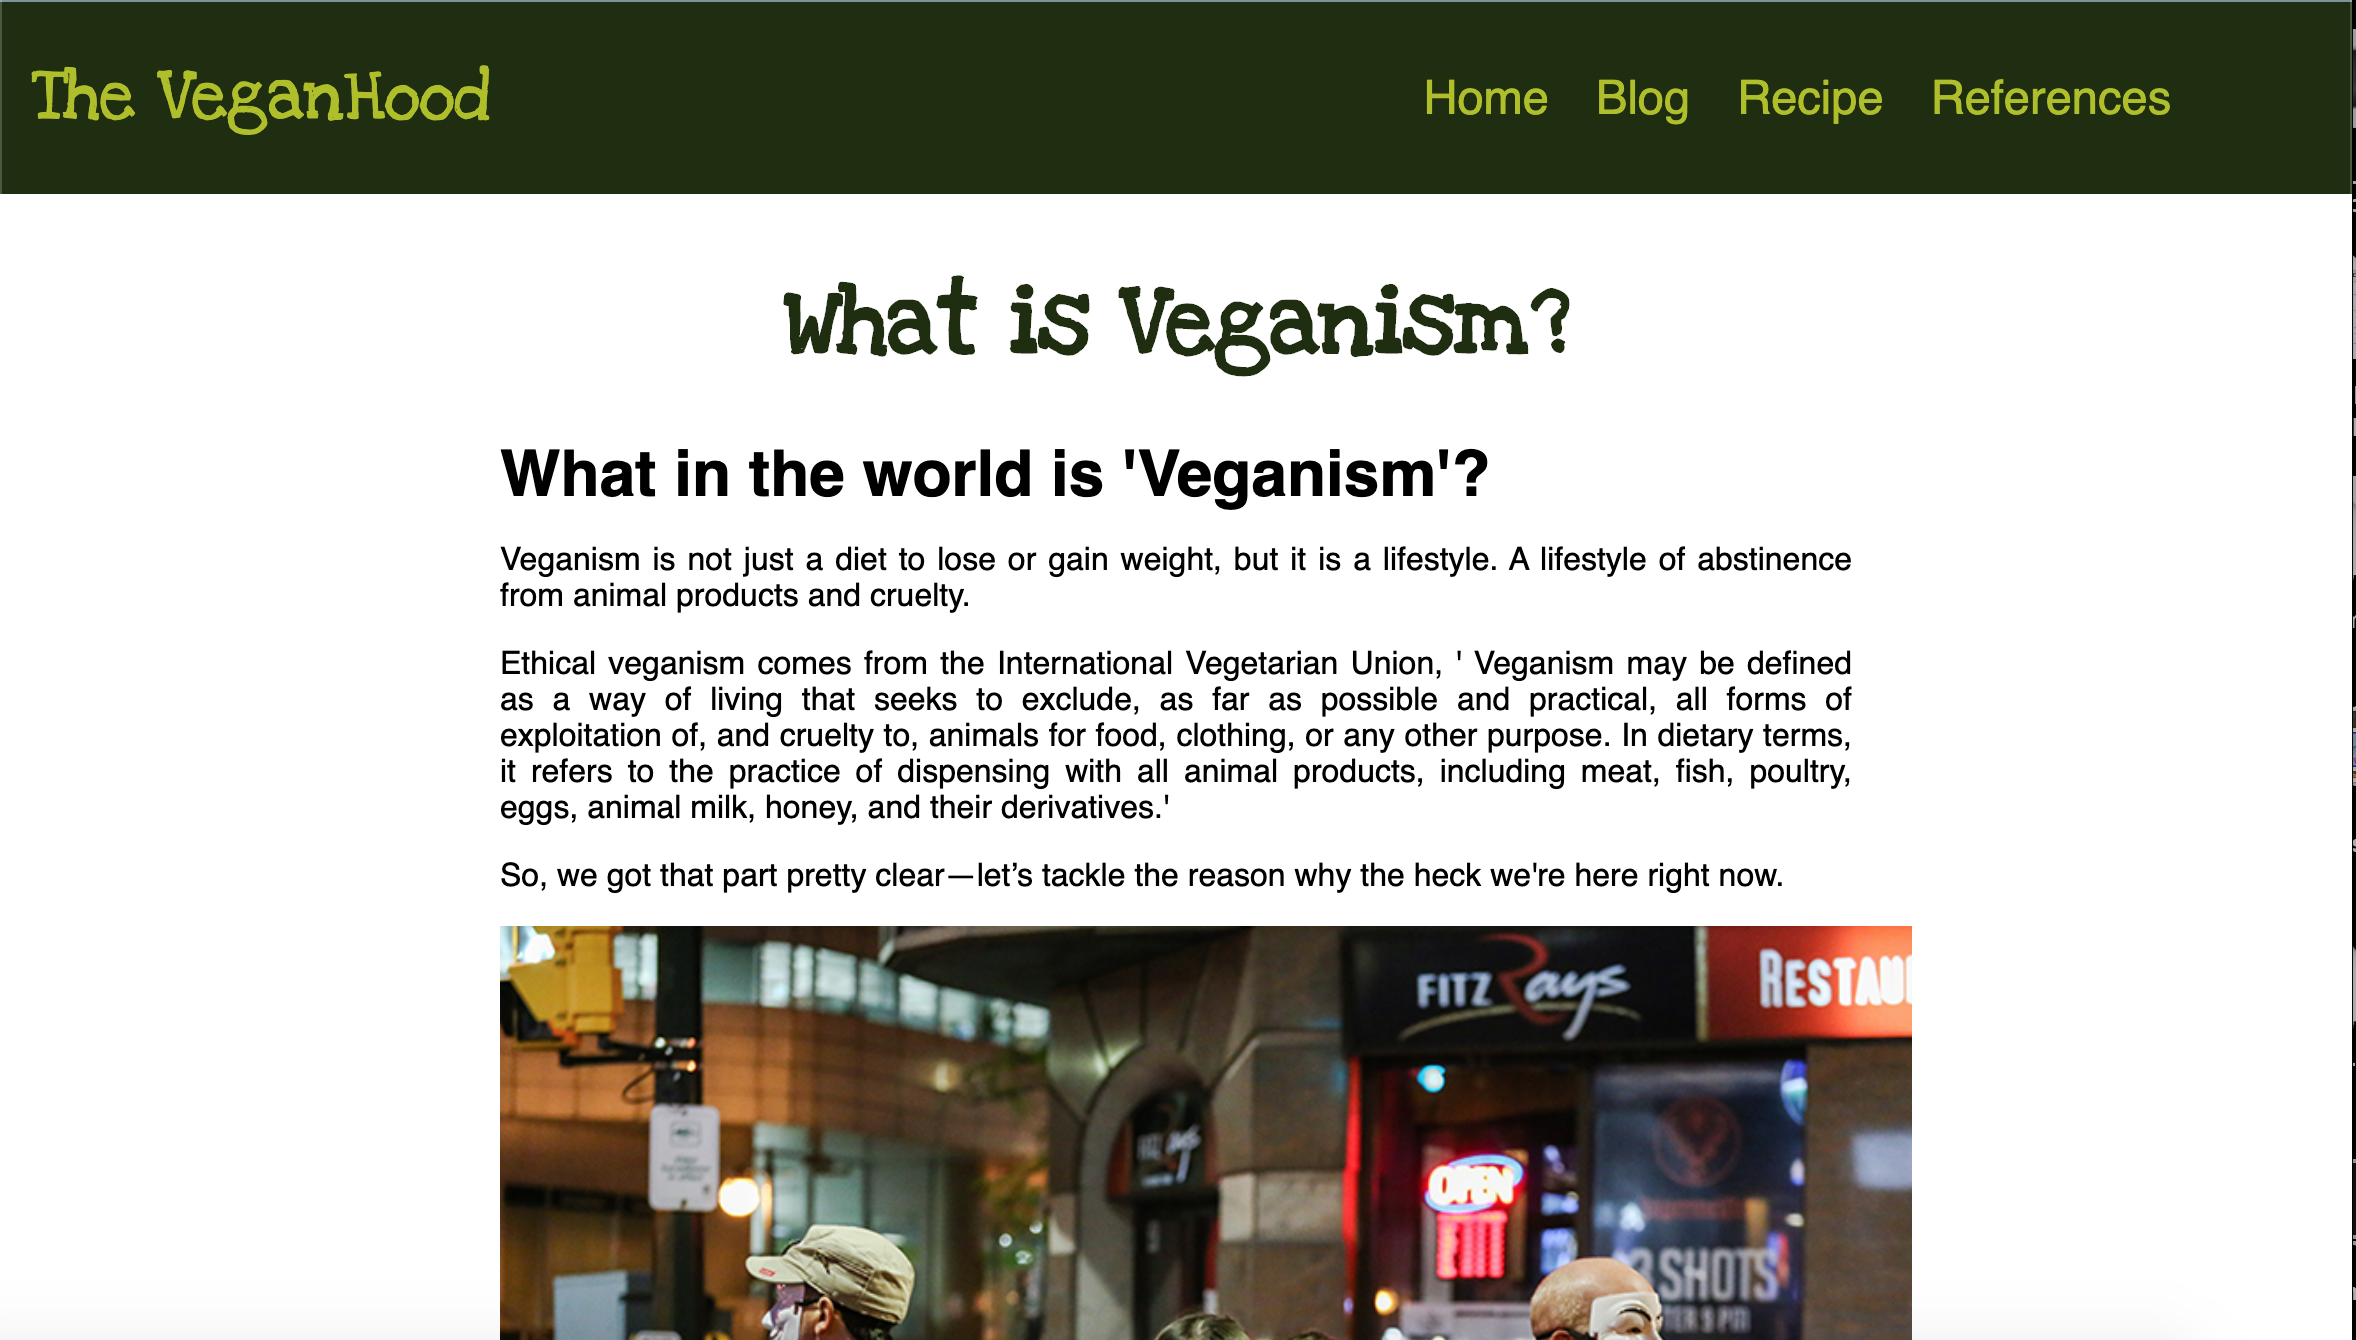 The VeganHood
Home Blog Recipe References
What is Veganism?
What in the world is 'Veganism'?
Veganism is not just a diet to lose or gain weight, but it is a lifestyle. A lifestyle of abstinence
from animal products and cruelty.
Ethical veganism comes from the International Vegetarian Union, ' Veganism may be defined
as a way of living that seeks to exclude, as far as possible and practical, all forms of
exploitation of, and cruelty to, animals for food, clothing, or any other purpose. In dietary terms,
it refers to the practice of dispensing with all animal products, including meat, fish, poultry,
eggs, animal milk, honey, and their derivatives.'
So, we got that part pretty clear—let’s tackle the reason why the heck we're here right now.
FITZ Rays
RESTAU
FITZ Rays
OPEN
SHOTS